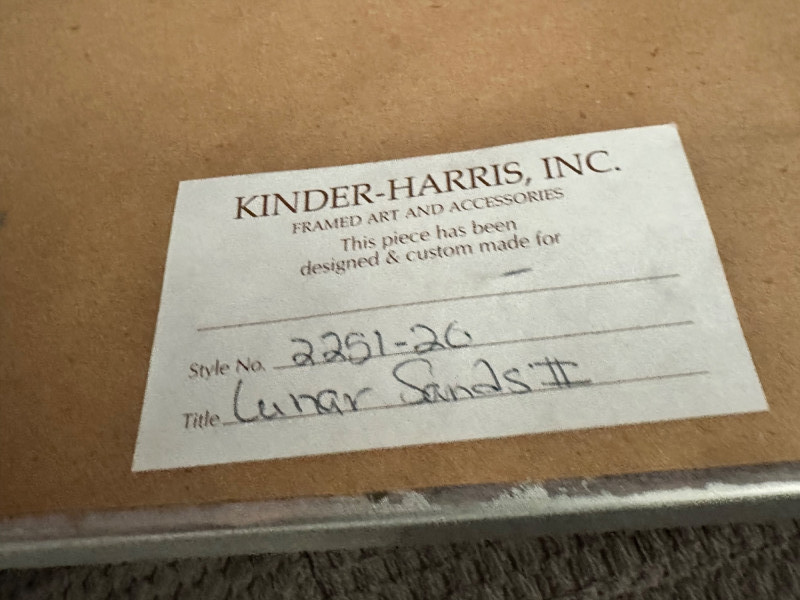 KINDER-HARRIS, INC.
FRAMED ART AND ACCESSORIES
This piece has been
designed & custom made for
Style No. 2251-26
Title Lunar Sands II